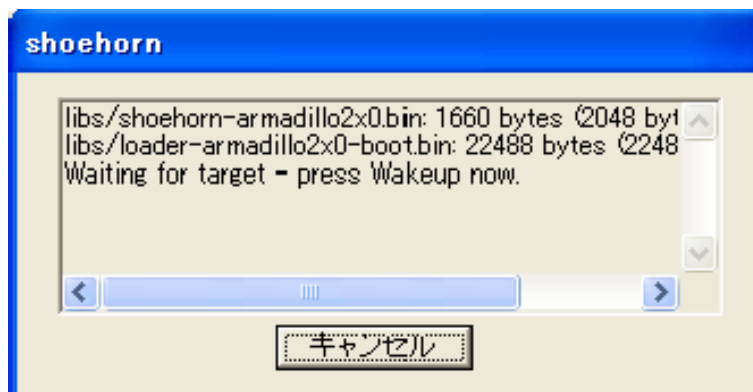 shoehorn
libs/shoehorn-armadillo2x0.bin: 1660 bytes (2048 byt
libs/loader-armadillo2x0-boot.bin: 22488 bytes (2248
Waiting for target - press Wakeup now.
キャンセル